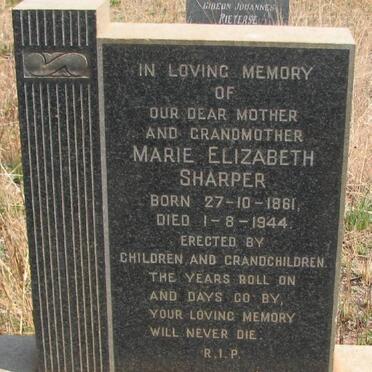 GIDEON JOHANNES
PIETERSE
IN LOVING MEMORY
OF
OUR DEAR MOTHER
AND GRANDMOTHER
MARIE ELIZABETH
SHARPER
BORN 27-10-1861,
DIED 1-8-1944.
ERECTED BY
CHILDREN AND GRANDCHILDREN.
THE YEARS ROLL ON
AND DAYS GO BY,
YOUR LOVING MEMORY
WILL NEVER DIE.
R.I.P.